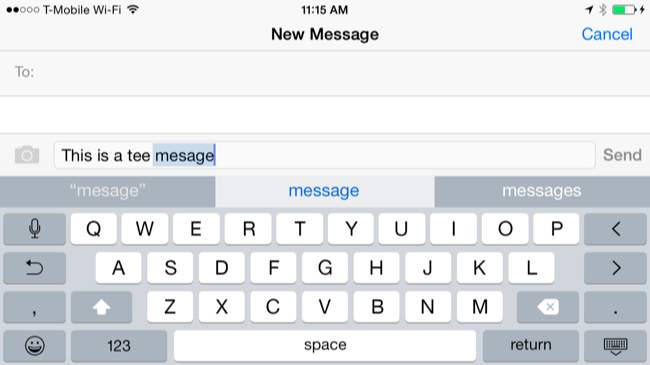 T-Mobile Wi-Fi 11:15 AM
New Message Cancel
To:
This is a tee mesage Send
“mesage” message messages
Q W E R T Y U I O P <
A S D F G H J K L >
, Z X C V B N M .
123 space return